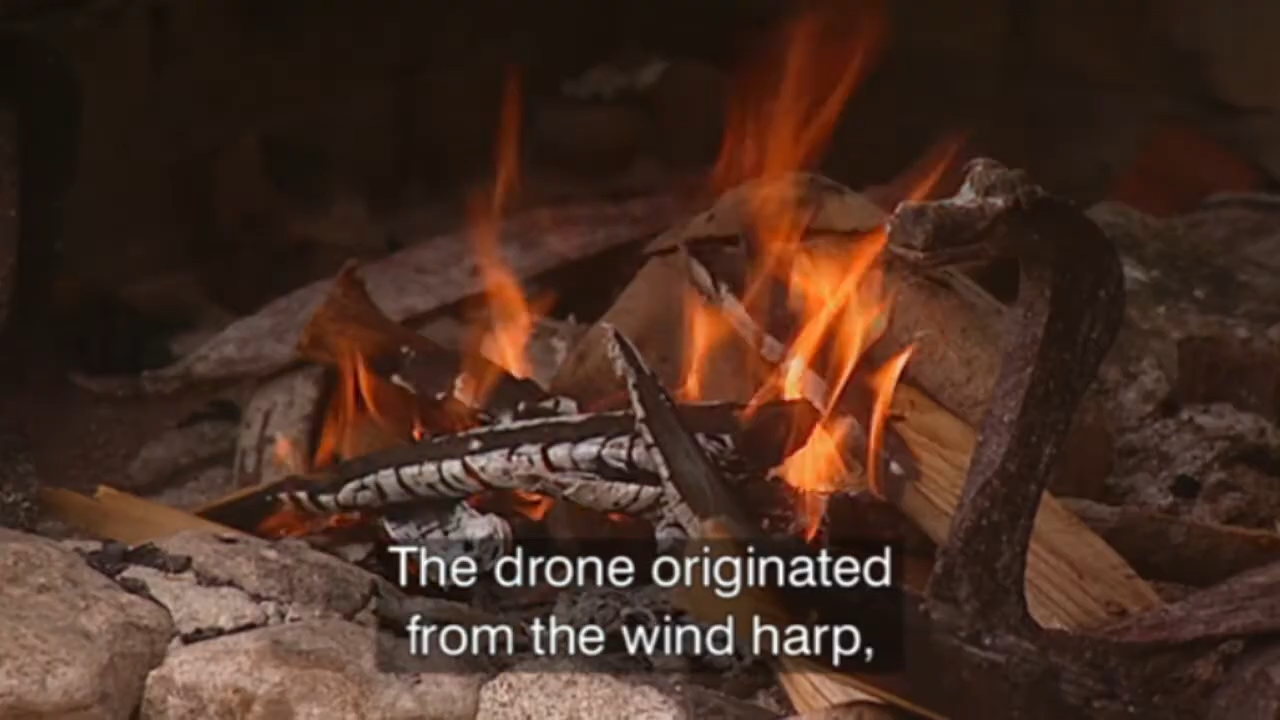 The drone originated
from the wind harp,